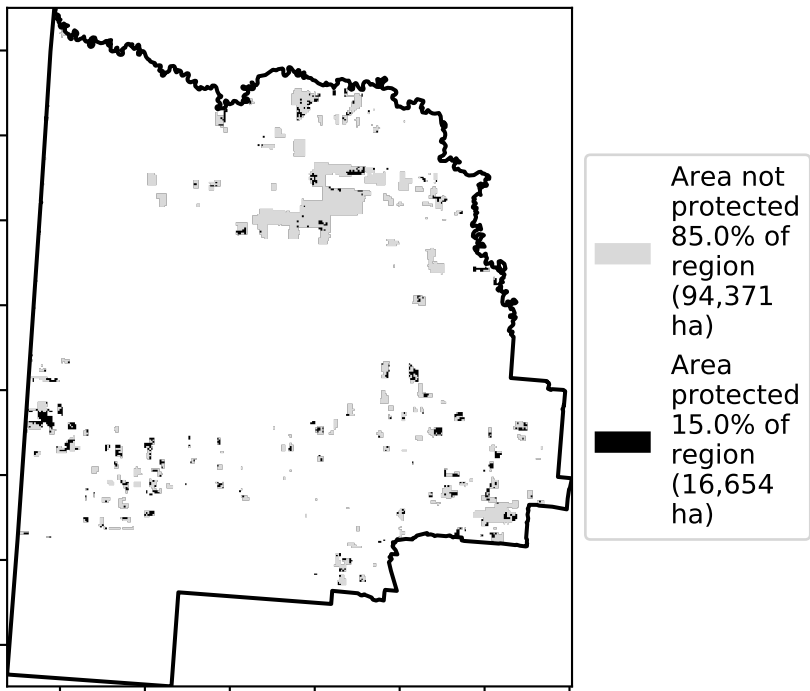 Area not
protected
85.0% of
region
(94,371
ha)
Area
protected
15.0% of
region
(16,654
ha)